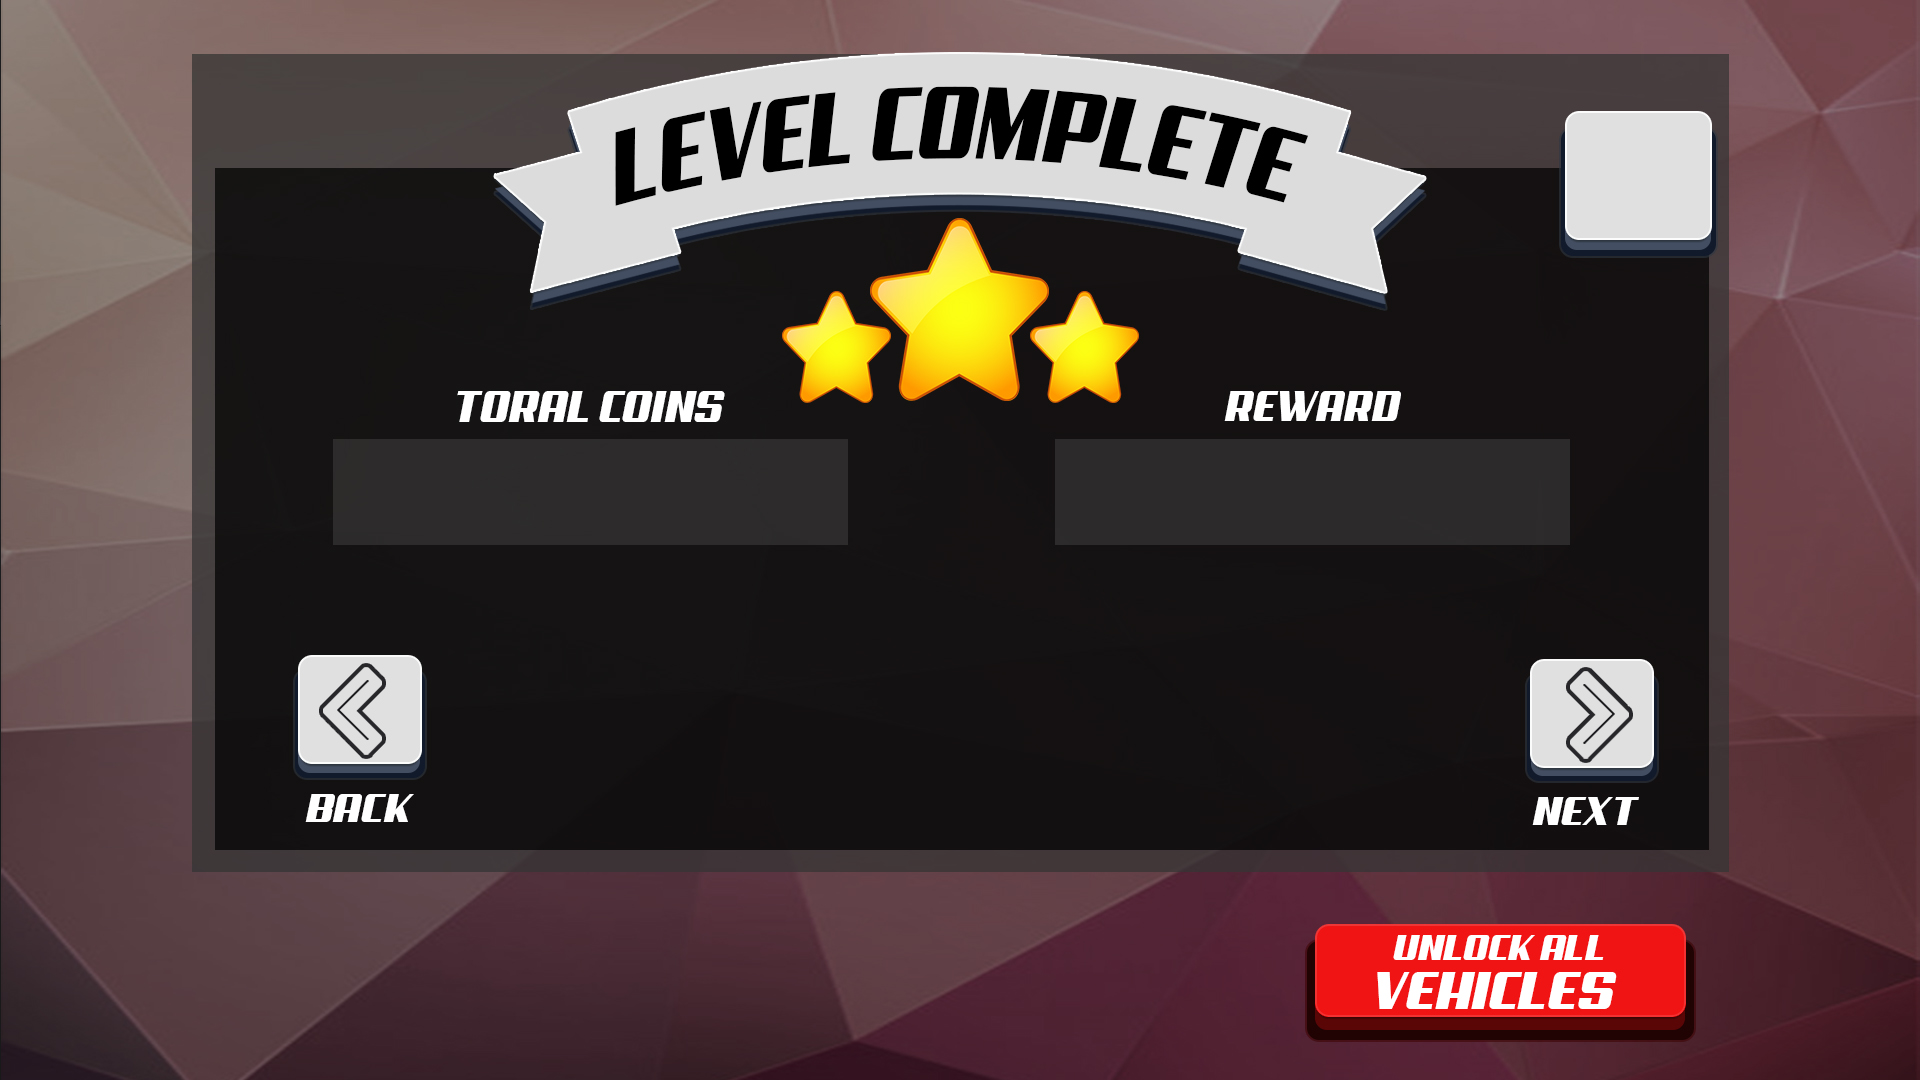 LEVEL COMPLETE
TORAL COINS
REWARD
BACK
NEXT
UNLOCK ALL
VEHICLES